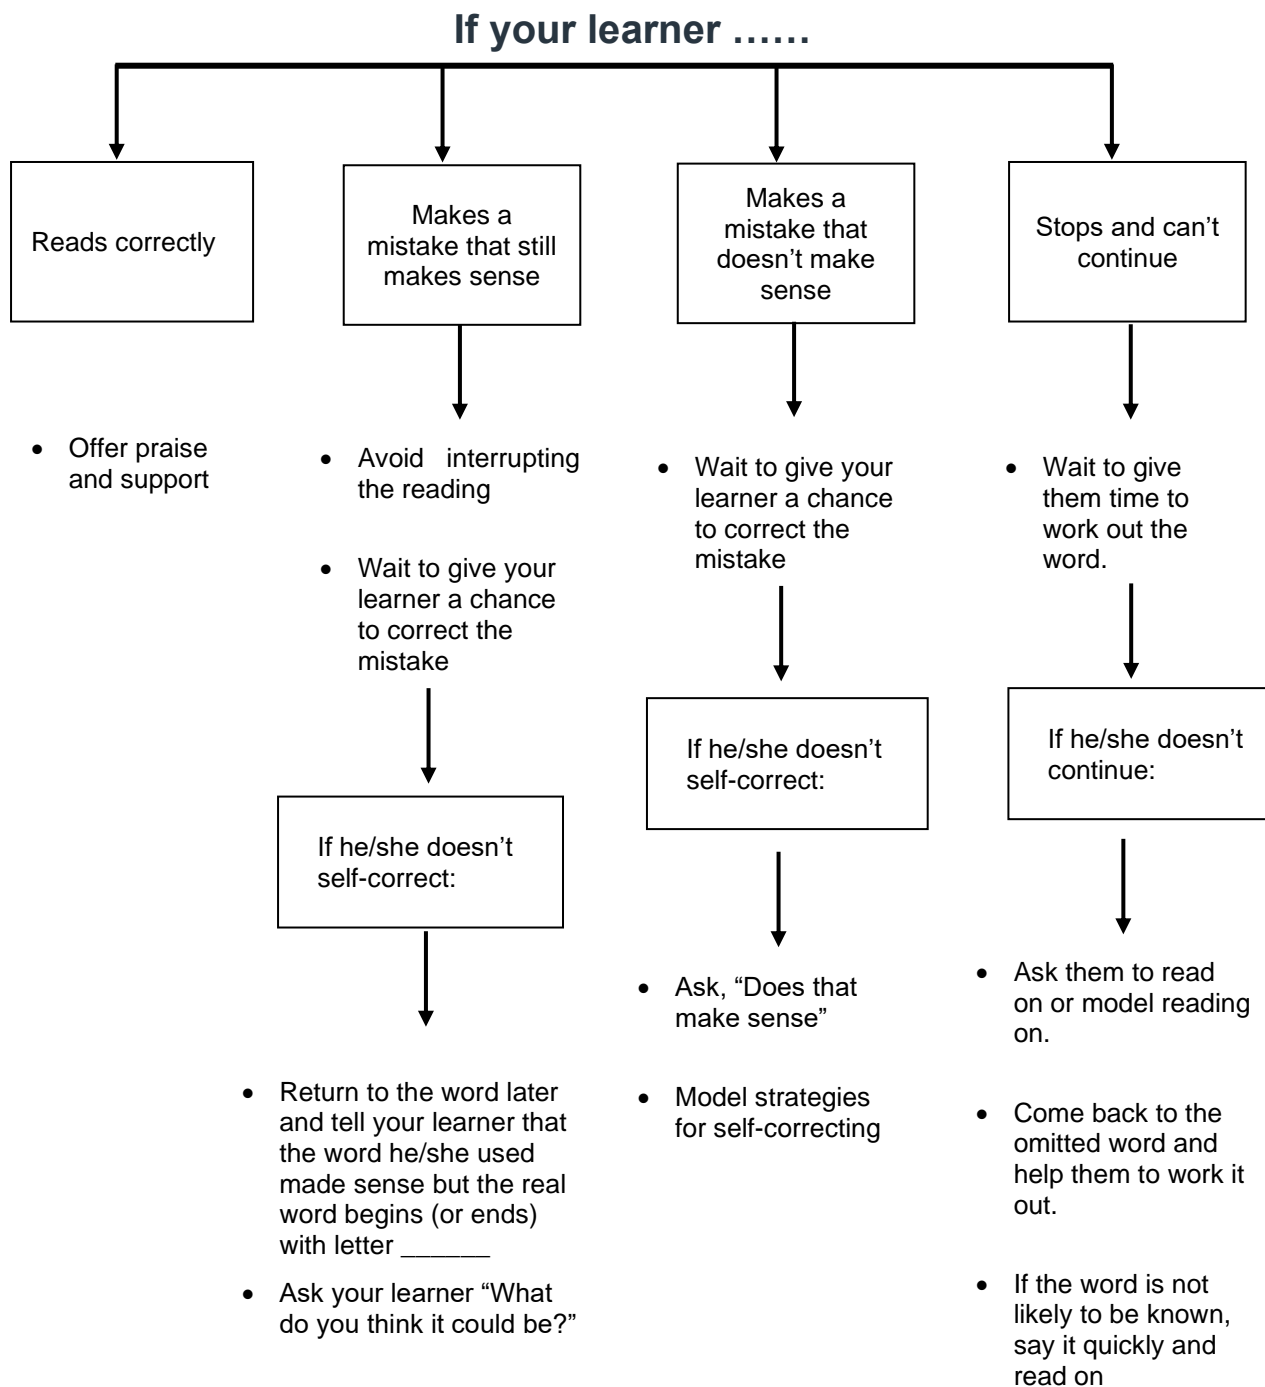 If your learner ……
Reads correctly
• Offer praise
and support
Makes a
mistake that still
makes sense
• Avoid interrupting
the reading
• Wait to give your
learner a chance
to correct the
mistake
If he/she doesn’t
self-correct:
• Return to the word later
and tell your learner that
the word he/she used
made sense but the real
word begins (or ends)
with letter ______
• Ask your learner “What
do you think it could be?”
Makes a
mistake that
doesn’t make
sense
• Wait to give your
learner a chance
to correct the
mistake
If he/she doesn’t
self-correct:
• Ask, “Does that
make sense”
• Model strategies
for self-correcting
Stops and can’t
continue
• Wait to give
them time to
work out the
word.
If he/she doesn’t
continue:
• Ask them to read
on or model reading
on.
• Come back to the
omitted word and
help them to work it
out.
• If the word is not
likely to be known,
say it quickly and
read on